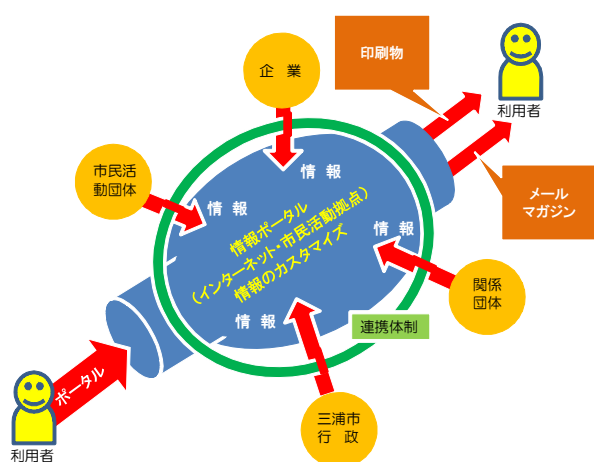 印刷物
利用者
企　業
市民活
動団体
情 報
情 報
メール
マガジン
情報ポータル
（インターネット・市民活動拠点）
情報のカスタマイズ
情 報
関係
団体
情 報
連携体制
ポータル
三浦市
行　政
利用者